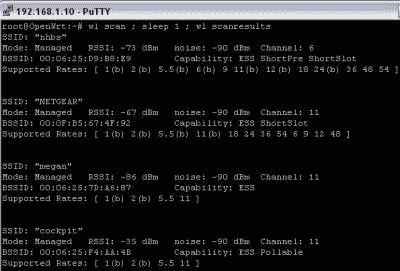 192.168.1.10 - PuTTY
root@OpenWrt:~# wl scan ; sleep 1 ; wl scanresults
SSID: "nhbs"
Mode: Managed RSSI: -73 dBm noise: -90 dBm Channel: 6
BSSID: 00:06:25:D9:B8:E9 Capability: ESS ShortPre ShortSlot
Supported Rates: [ 1(b) 2(b) 5.5(b) 6(b) 9 11(b) 12(b) 18 24(b) 36 48 54 ]
SSID: "NETGEAR"
Mode: Managed RSSI: -67 dBm noise: -90 dBm Channel: 11
BSSID: 00:0F:B5:67:4F:92 Capability: ESS ShortSlot
Supported Rates: [ 1(b) 2(b) 5.5(b) 11(b) 18 24 36 54 6 9 12 48 ]
SSID: "megan"
Mode: Managed RSSI: -86 dBm noise: -90 dBm Channel: 11
BSSID: 00:06:25:7D:A6:87 Capability: ESS
Supported Rates: [ 1(b) 2(b) 5.5 11 ]
SSID: "cockpit"
Mode: Managed RSSI: -35 dBm noise: -90 dBm Channel: 11
BSSID: 00:06:25:F4:AA:4B Capability: ESS Pollable
Supported Rates: [ 1(b) 2(b) 5.5 11 ]